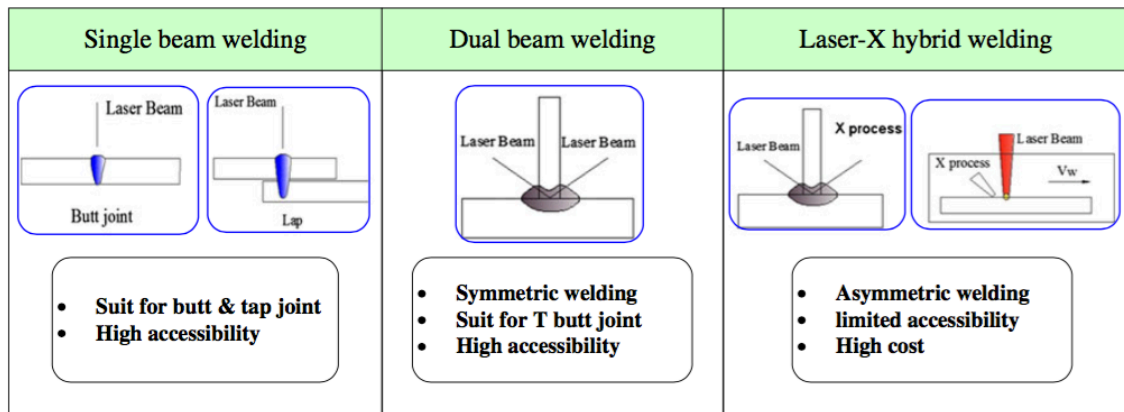 Single beam welding
Dual beam welding
Laser-X hybrid welding
Laser Beam
Butt joint
Laser Beam
Lap
Laser Beam
Laser Beam
X process
Laser Beam
Laser Beam
X process
Vw
• Suit for butt & tap joint
• High accessibility
• Symmetric welding
• Suit for T butt joint
• High accessibility
• Asymmetric welding
• limited accessibility
• High cost